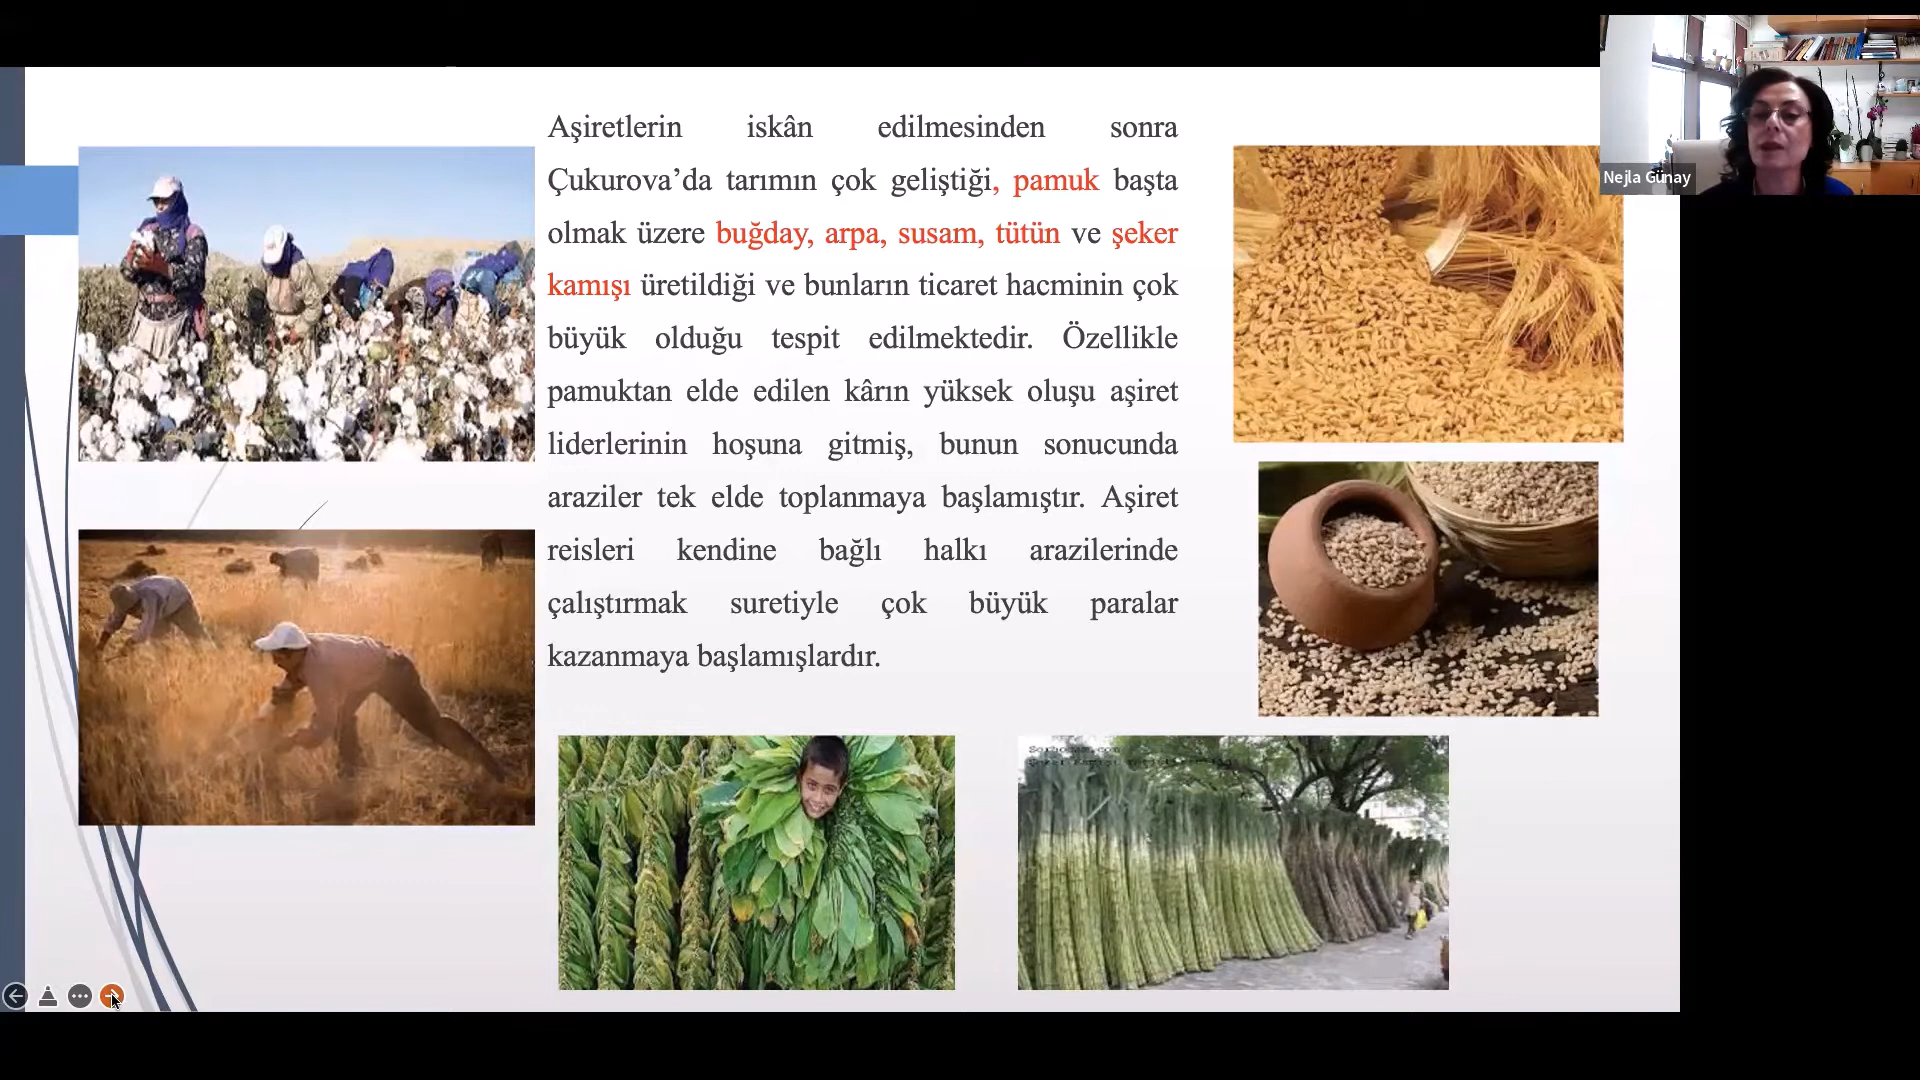 Aşiretlerin iskân edilmesinden sonra
Çukurova’da tarımın çok geliştiği, pamuk başta
olmak üzere buğday, arpa, susam, tütün ve şeker
kamışı üretildiği ve bunların ticaret hacminin çok
büyük olduğu tespit edilmektedir. Özellikle
pamuktan elde edilen kârın yüksek oluşu aşiret
liderlerinin hoşuna gitmiş, bunun sonucunda
araziler tek elde toplanmaya başlamıştır. Aşiret
reisleri kendine bağlı halkı arazilerinde
çalıştırmak suretiyle çok büyük paralar
kazanmaya başlamışlardır.
Nejla Günay